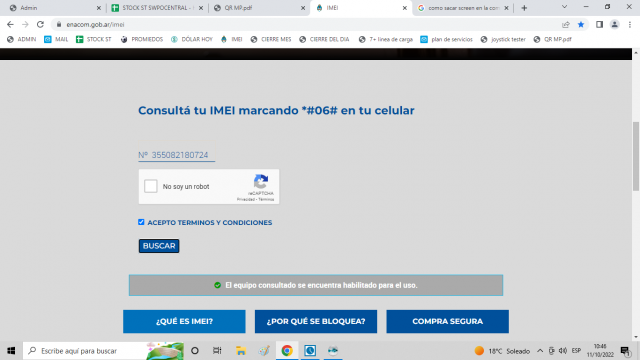 Admin
STOCK ST SWPOCENTRAL -
QR MP.pdf
IMEI
como sacar screen en la com
enacom.gob.ar/imei
ADMIN
MAIL
STOCK ST
PROMIEDOS
DÓLAR HOY
IMEI
CIERRE MES
CIERRE DEL DIA
T+ linea de carga
plan de servicios
joystick tester
QR MP.pdf
Consultá tu IMEI marcando *#06# en tu celular
Nº 355082180724
No soy un robot
reCAPTCHA
Privacidad - Términos
ACEPTO TERMINOS Y CONDICIONES
BUSCAR
El equipo consultado se encuentra habilitado para el uso.
¿QUÉ ES IMEI?
¿POR QUÉ SE BLOQUEA?
COMPRA SEGURA
Escribe aquí para buscar
18°C Soleado
ESP
10:48
11/10/2022